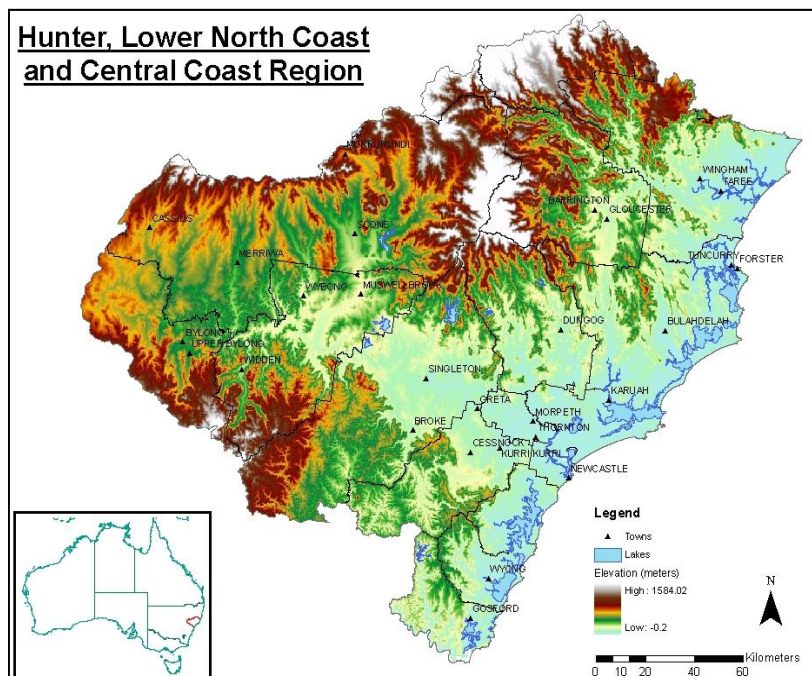 Hunter, Lower North Coast
and Central Coast Region
MURRURUNDI
WINGHAM
TAREE
CASSILIS
BARRINGTON
GLOUCESTER
SCONE
TUNCURRY
FORSTER
MERRIWA
WYBONG
MUSWELLBROOK
DUNGOG
BULAHDELAH
BYLONG
UPPER BYLONG
WIDDEN
SINGLETON
KARUAH
GRETA
MORPETH
BROKE
THORNTON
CESSNOCK
KURRI KURRI
NEWCASTLE
WYONG
GOSFORD
Legend
Towns
Lakes
Elevation (meters)
High : 1584.02
Low : -0.2
N
Kilometers
0 10 20 40 60